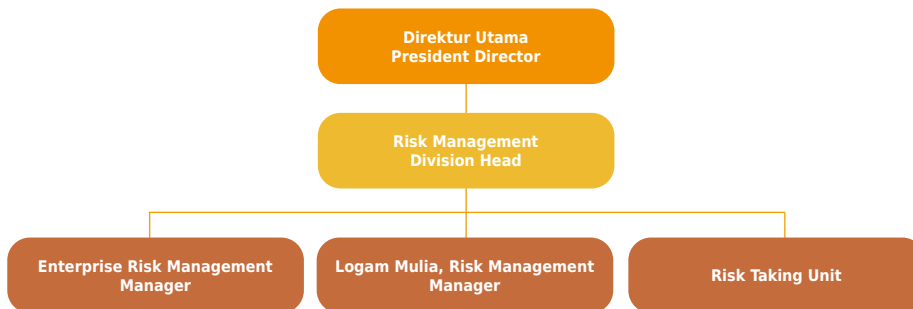 Direktur Utama
President Director
Risk Management
Division Head
Enterprise Risk Management
Manager
Logam Mulia, Risk Management
Manager
Risk Taking Unit